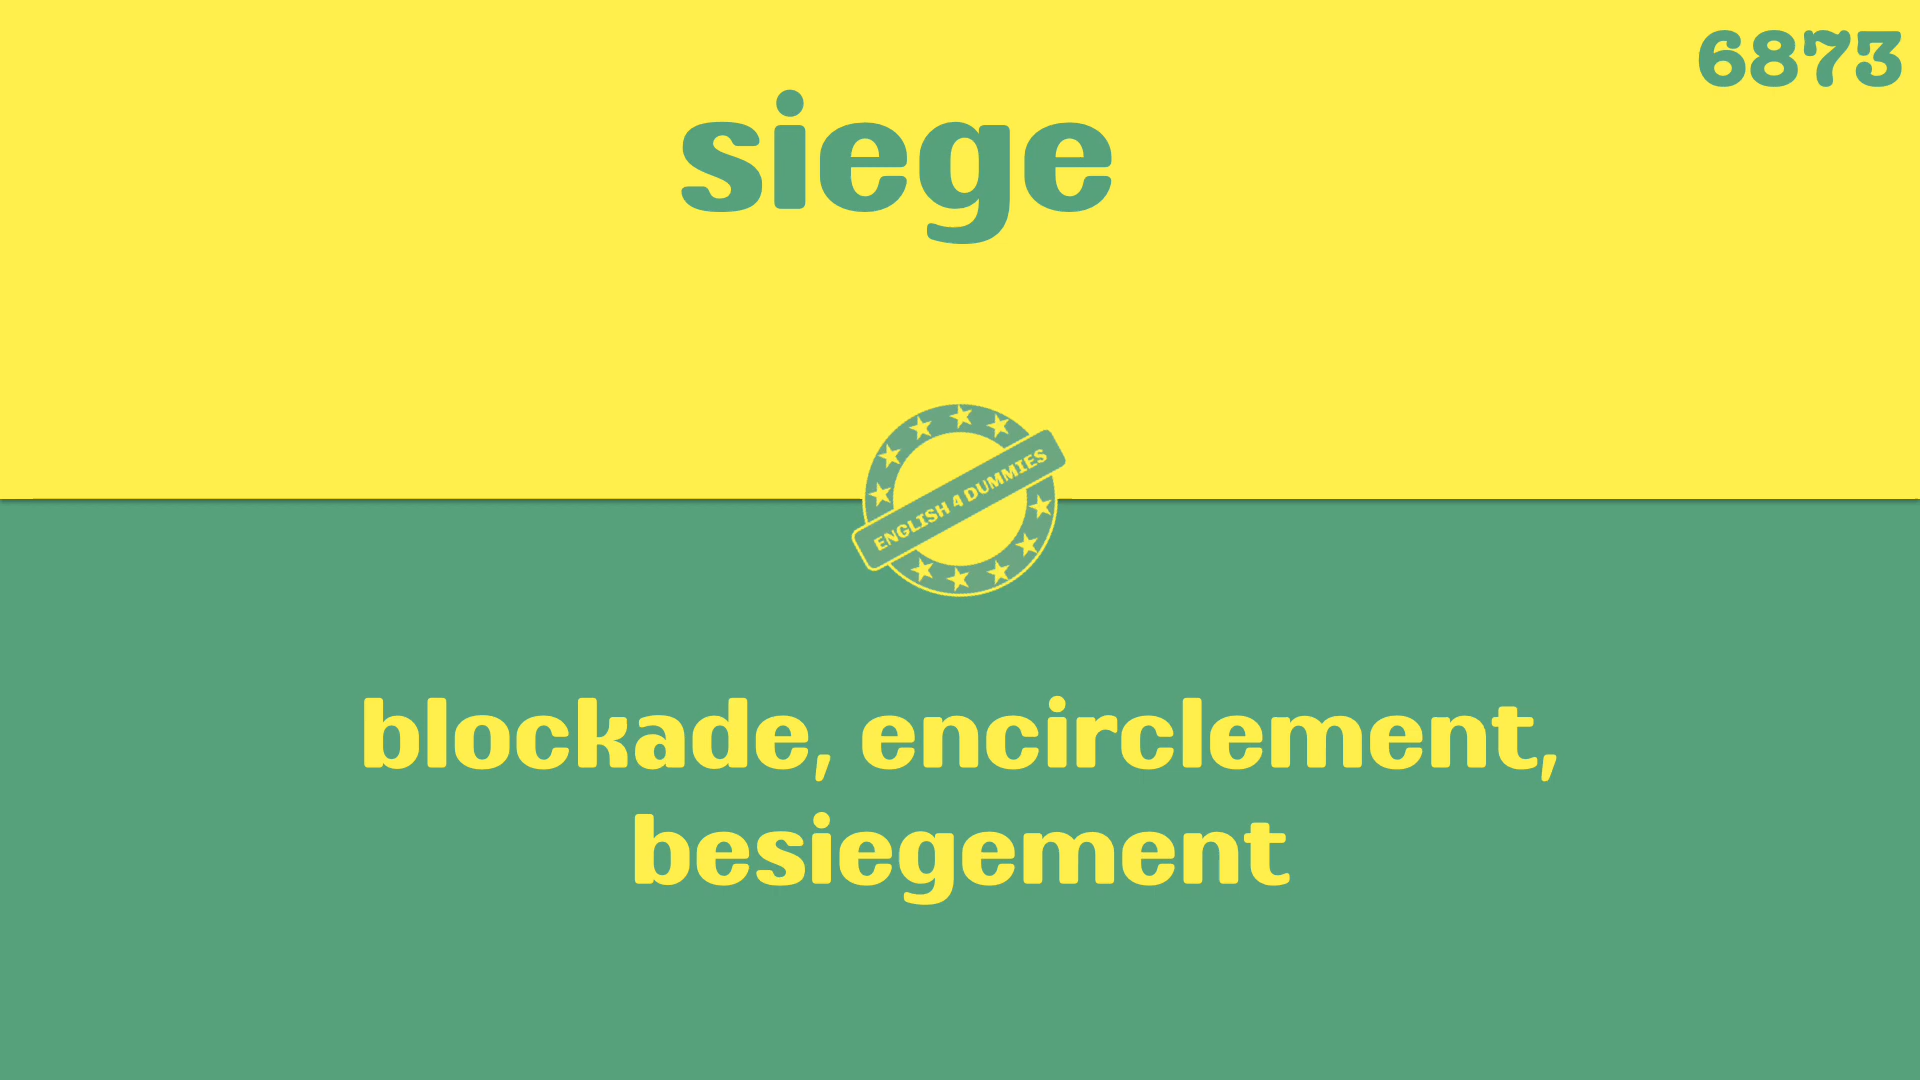 6873
siege
ENGLISH 4 DUMMIES
blockade, encirclement,
besiegement